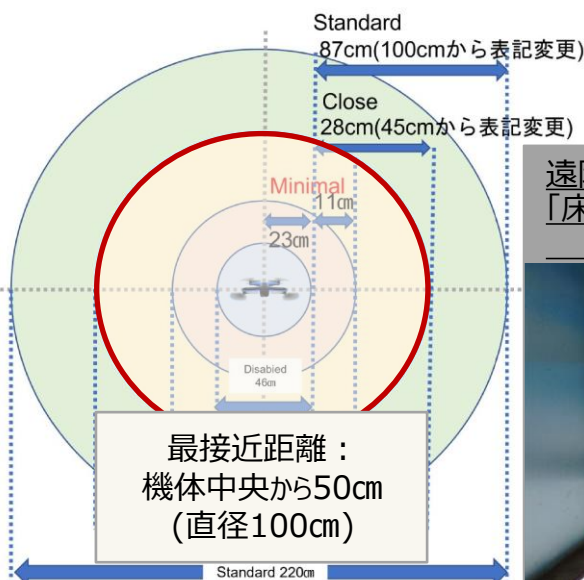 Standard
87cm(100cmから表記変更)
Close
28cm(45cmから表記変更)
Minimal
11㎝
23㎝
「床
Disabled
46㎝
最接近距離：
機体中央から50㎝
(直径100㎝)
Standard 220㎝